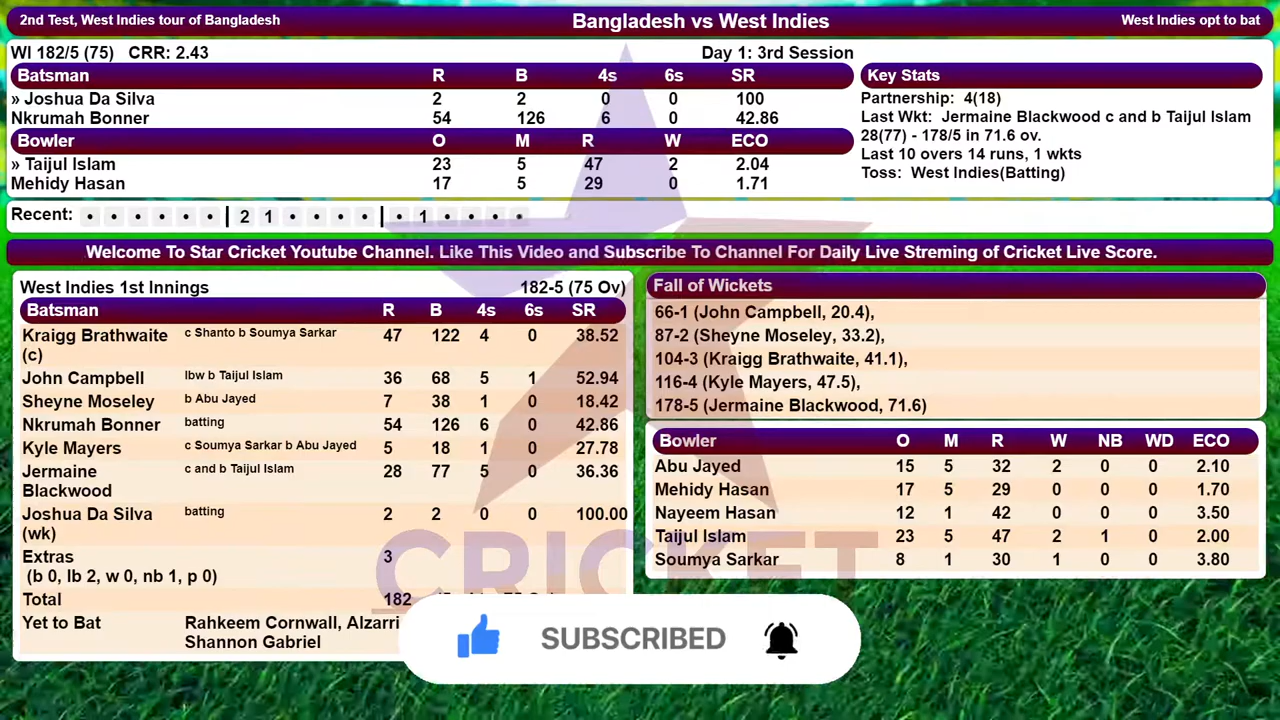 2nd Test, West Indies tour of Bangladesh Bangladesh vs West Indies West Indies opt to bat
WI 182/5 (75) CRR: 2.43 Day 1: 3rd Session
Batsman R B 4s 6s SR
» Joshua Da Silva 2 2 0 0 100
Nkrumah Bonner 54 126 6 0 42.86
Bowler O M R W ECO
» Taijul Islam 23 5 47 2 2.04
Mehidy Hasan 17 5 29 0 1.71
Key Stats
Partnership: 4(18)
Last Wkt: Jermaine Blackwood c and b Taijul Islam
28(77) - 178/5 in 71.6 ov.
Last 10 overs 14 runs, 1 wkts
Toss: West Indies(Batting)
Recent: • • • • • • | 2 1 • • • • | • 1 • • • •
Welcome To Star Cricket Youtube Channel. Like This Video and Subscribe To Channel For Daily Live Streming of Cricket Live Score.
West Indies 1st Innings 182-5 (75 Ov)
Batsman R B 4s 6s SR
Kraigg Brathwaite c Shanto b Soumya Sarkar 47 122 4 0 38.52
(c)
John Campbell lbw b Taijul Islam 36 68 5 1 52.94
Sheyne Moseley b Abu Jayed 7 38 1 0 18.42
Nkrumah Bonner batting 54 126 6 0 42.86
Kyle Mayers c Soumya Sarkar b Abu Jayed 5 18 1 0 27.78
Jermaine c and b Taijul Islam 28 77 5 0 36.36
Blackwood
Joshua Da Silva batting 2 2 0 0 100.00
(wk)
Extras 3
(b 0, lb 2, w 0, nb 1, p 0)
Total 182
Yet to Bat Rahkeem Cornwall, Alzarri
Shannon Gabriel
Fall of Wickets
66-1 (John Campbell, 20.4),
87-2 (Sheyne Moseley, 33.2),
104-3 (Kraigg Brathwaite, 41.1),
116-4 (Kyle Mayers, 47.5),
178-5 (Jermaine Blackwood, 71.6)
Bowler O M R W NB WD ECO
Abu Jayed 15 5 32 2 0 0 2.10
Mehidy Hasan 17 5 29 0 0 0 1.70
Nayeem Hasan 12 1 42 0 0 0 3.50
Taijul Islam 23 5 47 2 1 0 2.00
Soumya Sarkar 8 1 30 1 0 0 3.80
CRICKET
SUBSCRIBED